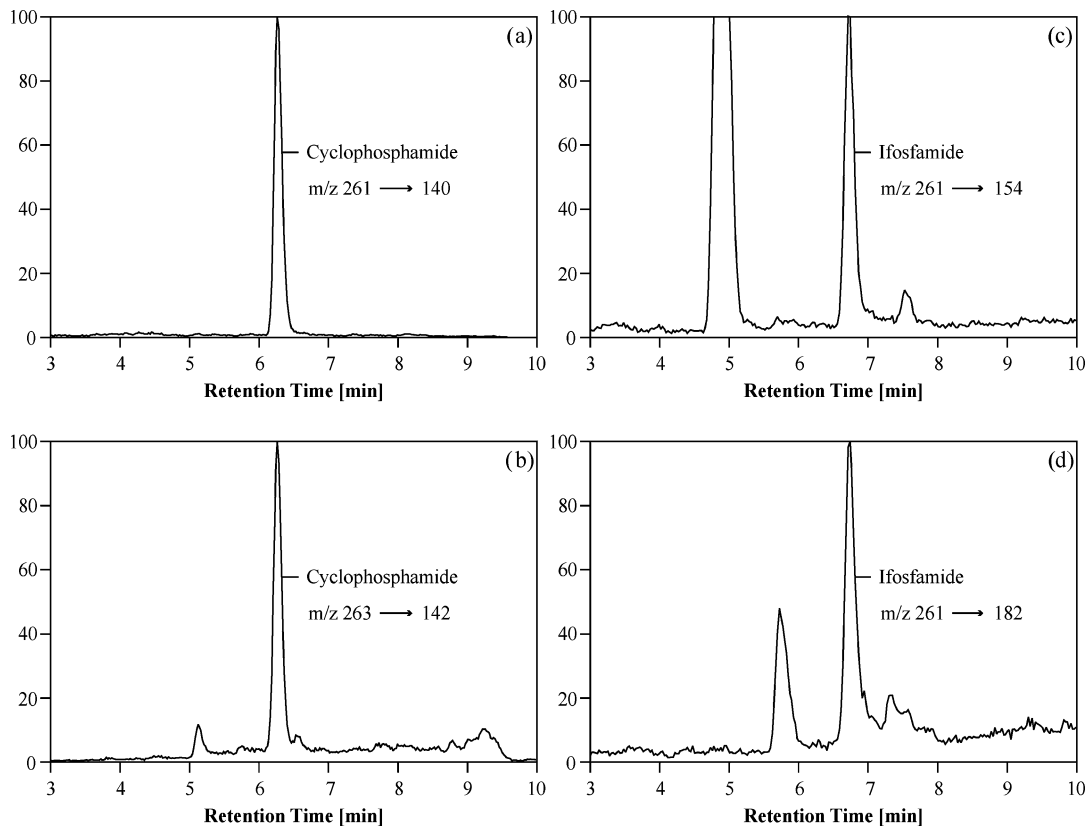 (a)
100
80
60
40
20
0
Cyclophosphamide
m/z 261 ⟶ 140
3 4 5 6 7 8 9 10
Retention Time [min]
(c)
100
80
60
40
20
0
Ifosfamide
m/z 261 ⟶ 154
3 4 5 6 7 8 9 10
Retention Time [min]
(b)
100
80
60
40
20
0
Cyclophosphamide
m/z 263 ⟶ 142
3 4 5 6 7 8 9 10
Retention Time [min]
(d)
100
80
60
40
20
0
Ifosfamide
m/z 261 ⟶ 182
3 4 5 6 7 8 9 10
Retention Time [min]